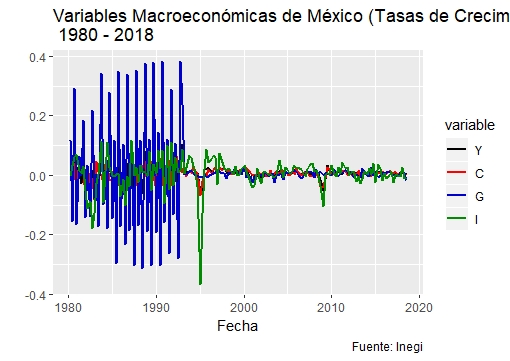 Variables Macroeconómicas de México (Tasas de Crecim
1980 - 2018
0.4
0.2
0.0
-0.2
-0.4
1980
1990
2000
2010
2020
Fecha
variable
Y
C
G
I
Fuente: Inegi